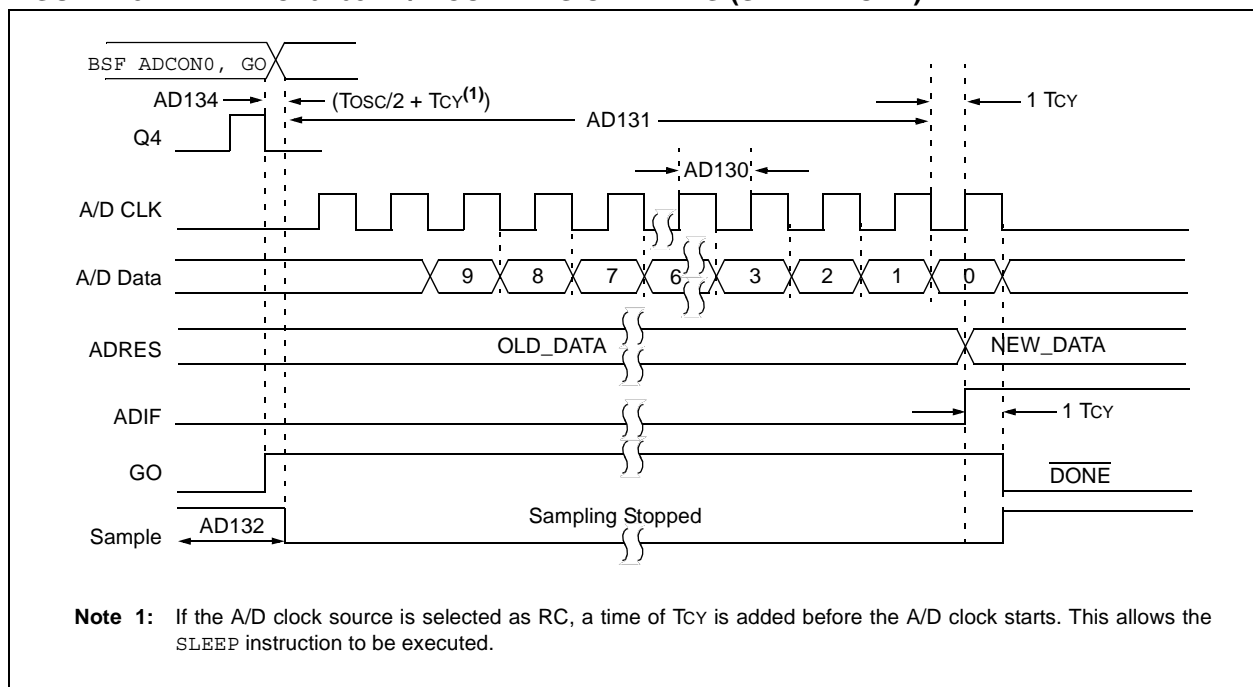 BSF ADCON0, GO
AD134
(TOSC/2 + TCY(1))
1 TCY
AD131
Q4
AD130
A/D CLK
A/D Data
9 8 7 6 3 2 1 0
ADRES
OLD_DATA
NEW_DATA
ADIF
1 TCY
GO
DONE
Sample
AD132
Sampling Stopped
Note 1: If the A/D clock source is selected as RC, a time of TCY is added before the A/D clock starts. This allows the
SLEEP instruction to be executed.